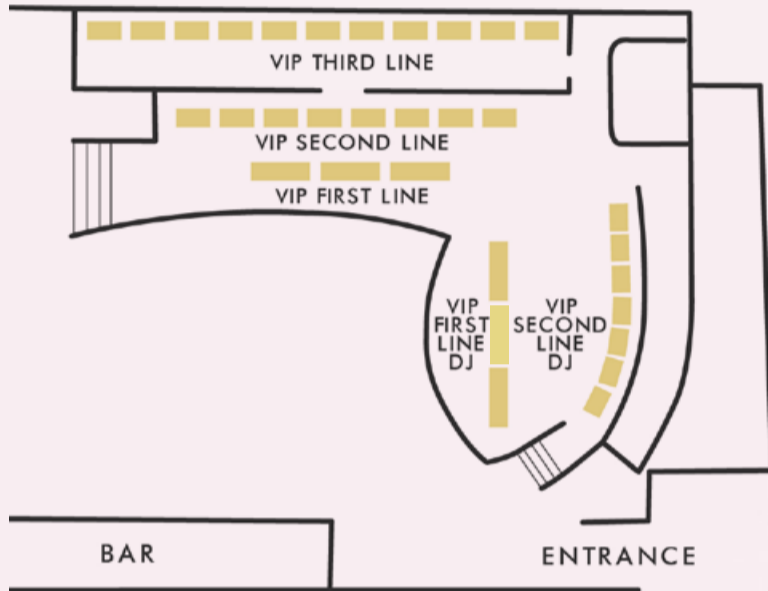 VIP THIRD LINE
VIP SECOND LINE
VIP FIRST LINE
VIP
FIRST
LINE
DJ
VIP
SECOND
LINE
DJ
BAR
ENTRANCE